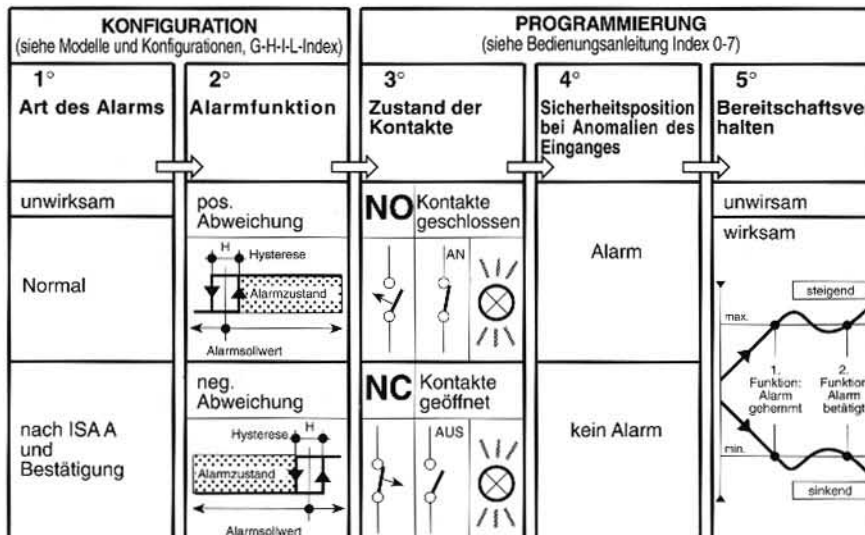 KONFIGURATION
(siehe Modelle und Konfigurationen, G-H-I-L-Index)
PROGRAMMIERUNG
(siehe Bedienungsanleitung Index 0-7)
1°
Art des Alarms
2°
Alarmfunktion
3°
Zustand der
Kontakte
4°
Sicherheitsposition
bei Anomalien des
Einganges
5°
Bereitschaftsve
halten
unwirksam
Normal
nach ISA A
und
Bestätigung
pos.
Abweichung
H
Hysterese
Alarmzustand
Alarmsollwert
neg.
Abweichung
Hysterese
H
Alarmzustand
Alarmsollwert
NO
Kontakte
geschlossen
AN
NC
Kontakte
geöffnet
AUS
Alarm
kein Alarm
unwirsam
wirksam
steigend
max.
1.
Funktion:
Alarm
gehemmt
2.
Funktion
Alarm
betätigt
min.
sinkend